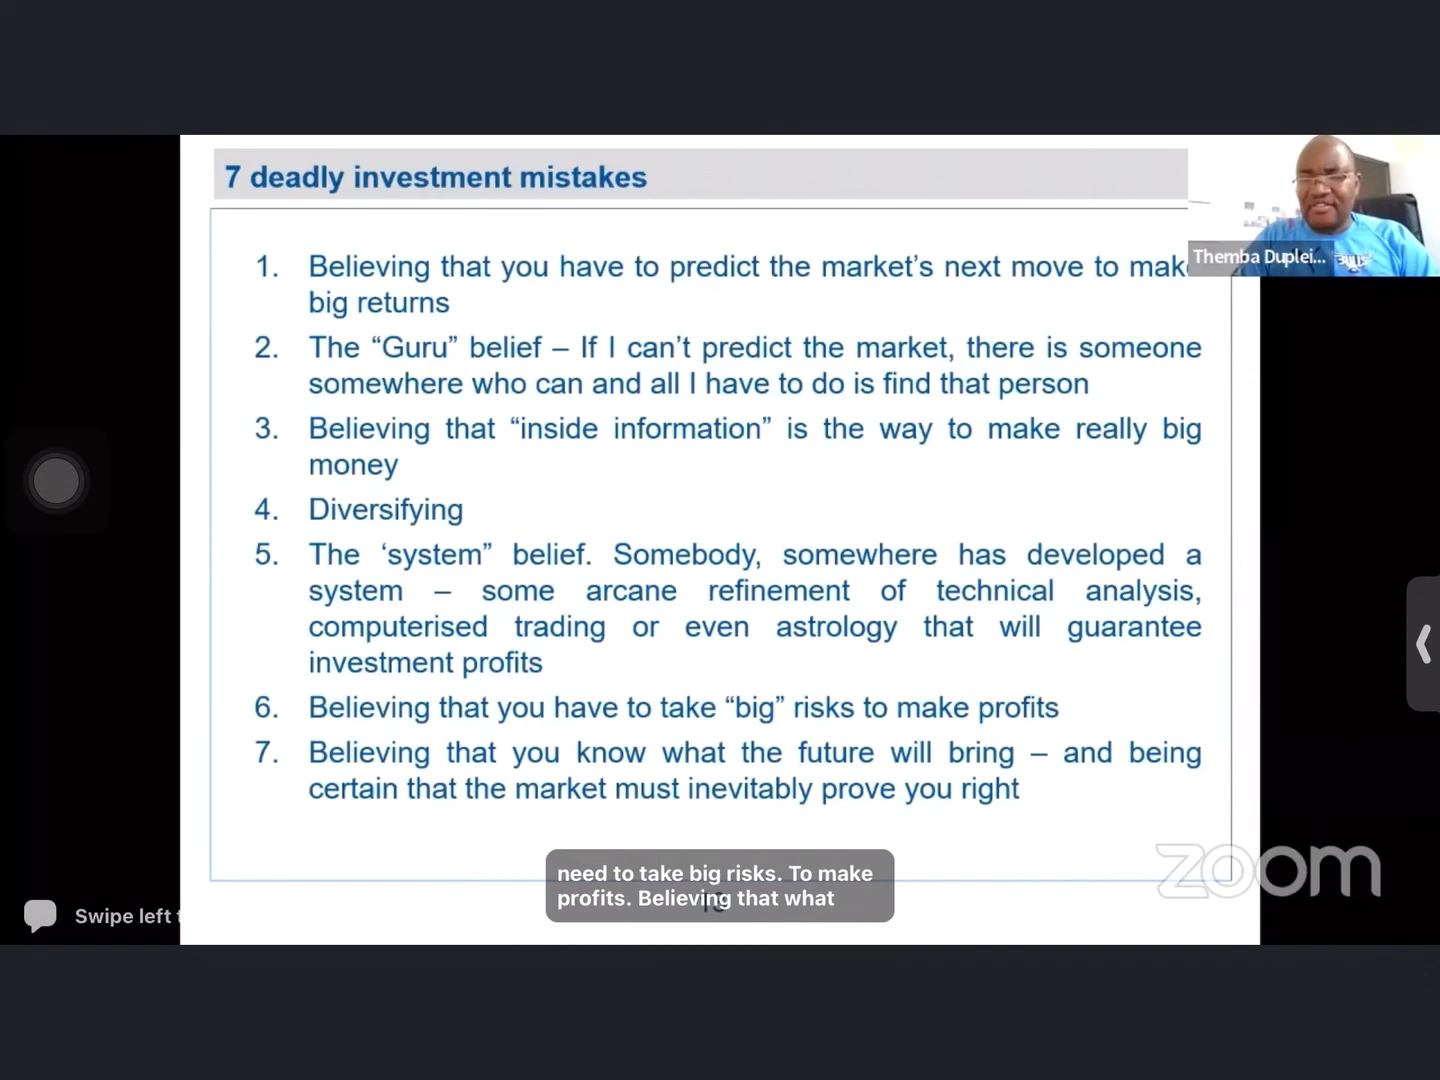 7 deadly investment mistakes
Themba Duplei...
1. Believing that you have to predict the market’s next move to mak
big returns
2. The “Guru” belief – If I can’t predict the market, there is someone
somewhere who can and all I have to do is find that person
3. Believing that “inside information” is the way to make really big
money
4. Diversifying
5. The ‘system” belief. Somebody, somewhere has developed a
system – some arcane refinement of technical analysis,
computerised trading or even astrology that will guarantee
investment profits
6. Believing that you have to take “big” risks to make profits
7. Believing that you know what the future will bring – and being
certain that the market must inevitably prove you right
need to take big risks. To make
profits. Believing that what
zoom
Swipe left